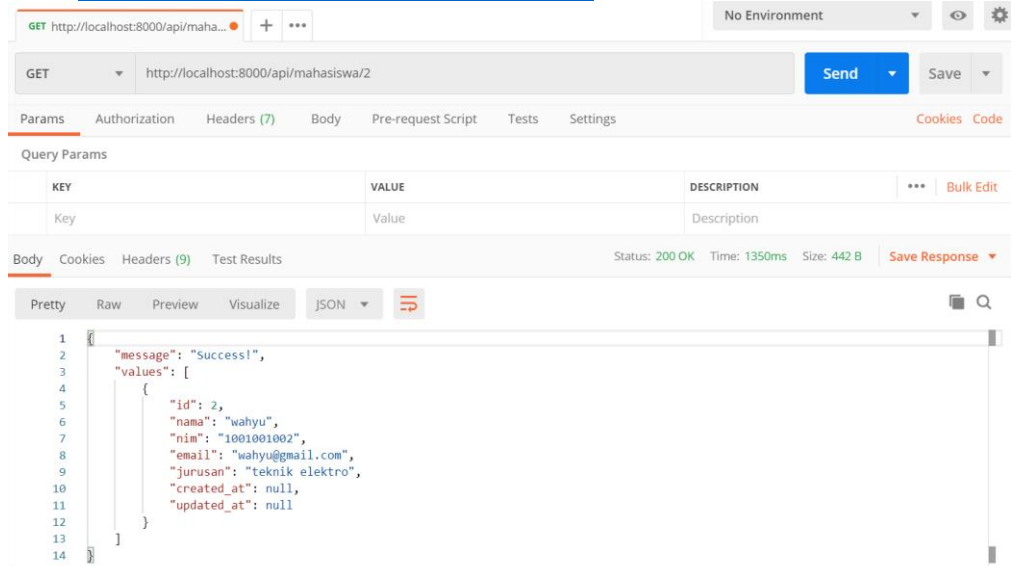 GET http://localhost:8000/api/maha... + ••• No Environment
GET http://localhost:8000/api/mahasiswa/2 Send Save
Params Authorization Headers (7) Body Pre-request Script Tests Settings Cookies Code
Query Params
KEY VALUE DESCRIPTION ••• Bulk Edit
Key Value Description
Body Cookies Headers (9) Test Results Status: 200 OK Time: 1350ms Size: 442 B Save Response
Pretty Raw Preview Visualize JSON
1 {
2 "message": "Success!",
3 "values": [
4 {
5 "id": 2,
6 "nama": "wahyu",
7 "nim": "1001001002",
8 "email": "wahyu@gmail.com",
9 "jurusan": "teknik elektro",
10 "created_at": null,
11 "updated_at": null
12 }
13 ]
14 }